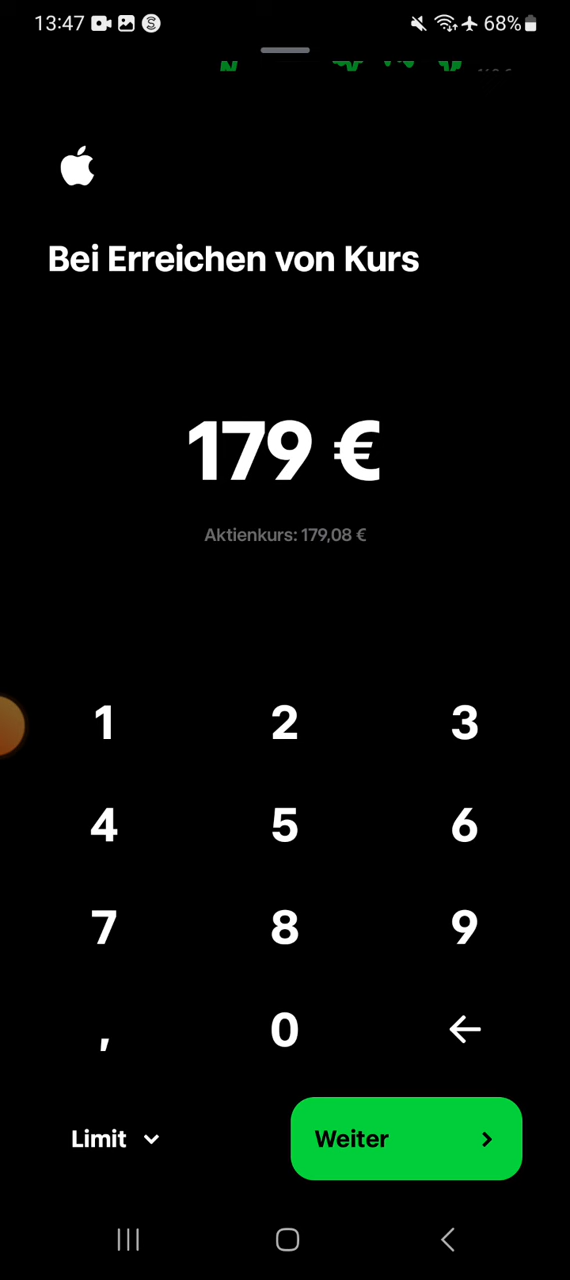 13:47 68%
Bei Erreichen von Kurs
179 €
Aktienkurs: 179,08 €
1 2 3
4 5 6
7 8 9
, 0
Limit
Weiter